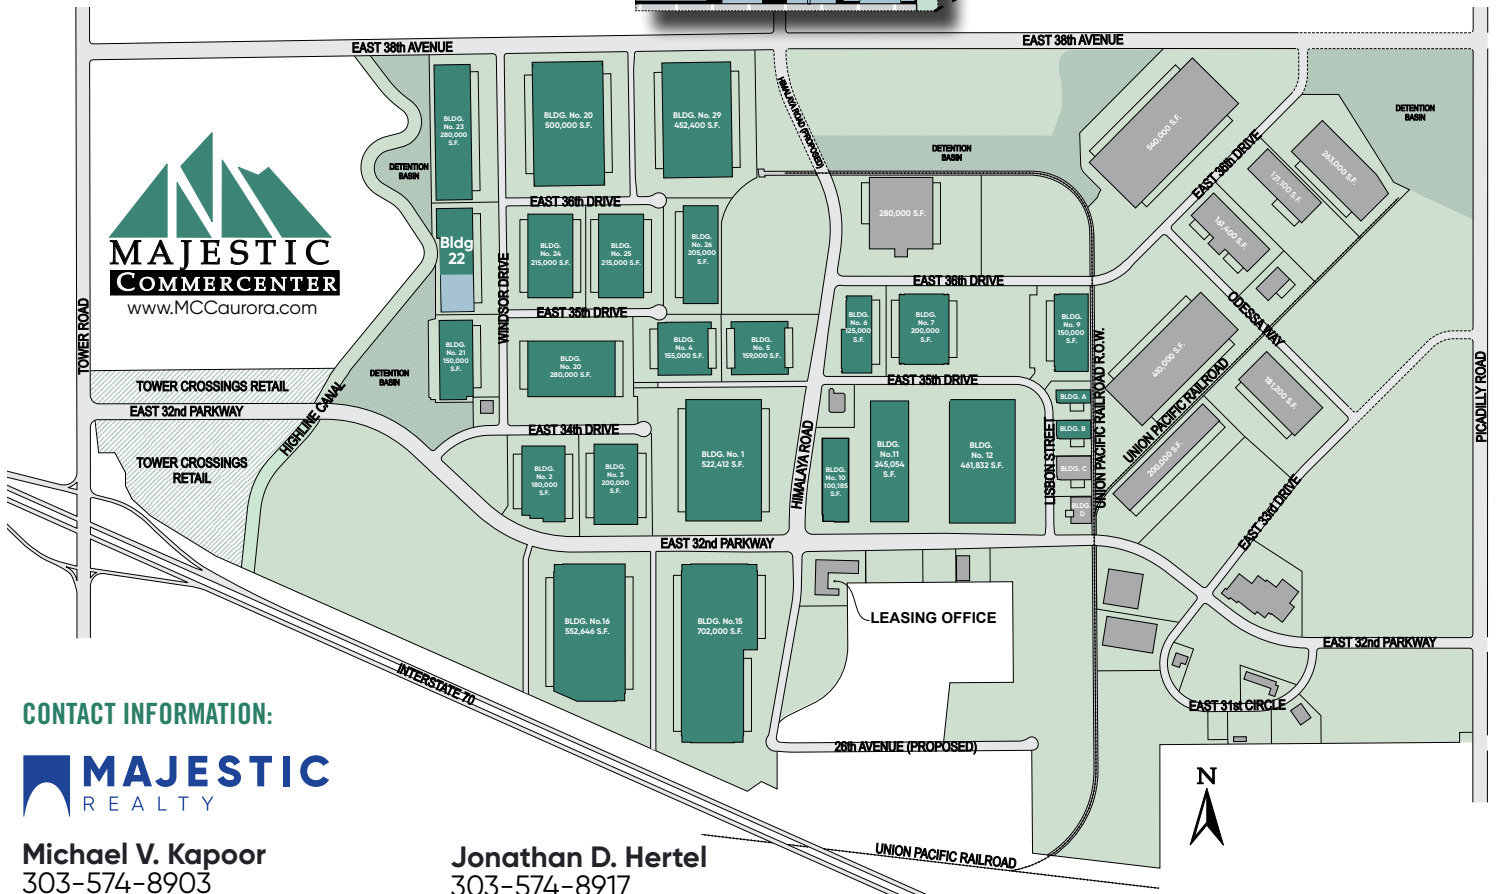 EAST 38th AVENUE
EAST 38th AVENUE
BLDG.
No. 23
280,000
S.F.
BLDG. No. 20
500,000 S.F.
BLDG. No. 29
452,400 S.F.
HIMALAYA ROAD (PROPOSED)
DETENTION
BASIN
540,000 S.F.
EAST 36th DRIVE
121,100 S.F.
263,000 S.F.
DETENTION
BASIN
DETENTION
BASIN
MAJESTIC
COMMERCENTER
www.MCCaurora.com
EAST 36th DRIVE
Bldg
22
BLDG.
No. 24
215,000 S.F.
BLDG.
No. 25
215,000 S.F.
BLDG.
No. 26
205,000
S.F.
280,000 S.F.
161,400 S.F.
WINDSOR DRIVE
EAST 36th DRIVE
TOWER ROAD
EAST 35th DRIVE
BLDG.
No. 21
150,000
S.F.
BLDG.
No. 20
280,000 S.F.
BLDG.
No. 4
155,000 S.F.
BLDG.
No. 5
159,000 S.F.
BLDG.
No. 6
125,000
S.F.
BLDG.
No. 7
200,000
S.F.
BLDG.
No. 9
150,000
S.F.
UNION PACIFIC RAILROAD R.O.W.
ODESSA WAY
430,000 S.F.
181,200 S.F.
PICADILLY ROAD
TOWER CROSSINGS RETAIL
DETENTION
BASIN
EAST 35th DRIVE
EAST 32nd PARKWAY
HIGHLINE CANAL
EAST 34th DRIVE
BLDG. A
BLDG. B
BLDG. C
BLDG.
D
LISBON STREET
UNION PACIFIC RAILROAD
200,000 S.F.
TOWER CROSSINGS
RETAIL
BLDG.
No. 2
180,000
S.F.
BLDG.
No. 3
200,000
S.F.
BLDG. No. 1
522,412 S.F.
HIMALAYA ROAD
BLDG.
No. 10
100,185
S.F.
BLDG.
No.11
245,054
S.F.
BLDG.
No. 12
461,832 S.F.
EAST 33rd DRIVE
EAST 32nd PARKWAY
BLDG. No.16
552,646 S.F.
BLDG. No.15
702,000 S.F.
LEASING OFFICE
EAST 32nd PARKWAY
INTERSTATE 70
EAST 31st CIRCLE
26th AVENUE (PROPOSED)
N
UNION PACIFIC RAILROAD
CONTACT INFORMATION:
MAJESTIC
REALTY
Michael V. Kapoor
303-574-8903
Jonathan D. Hertel
303-574-8917